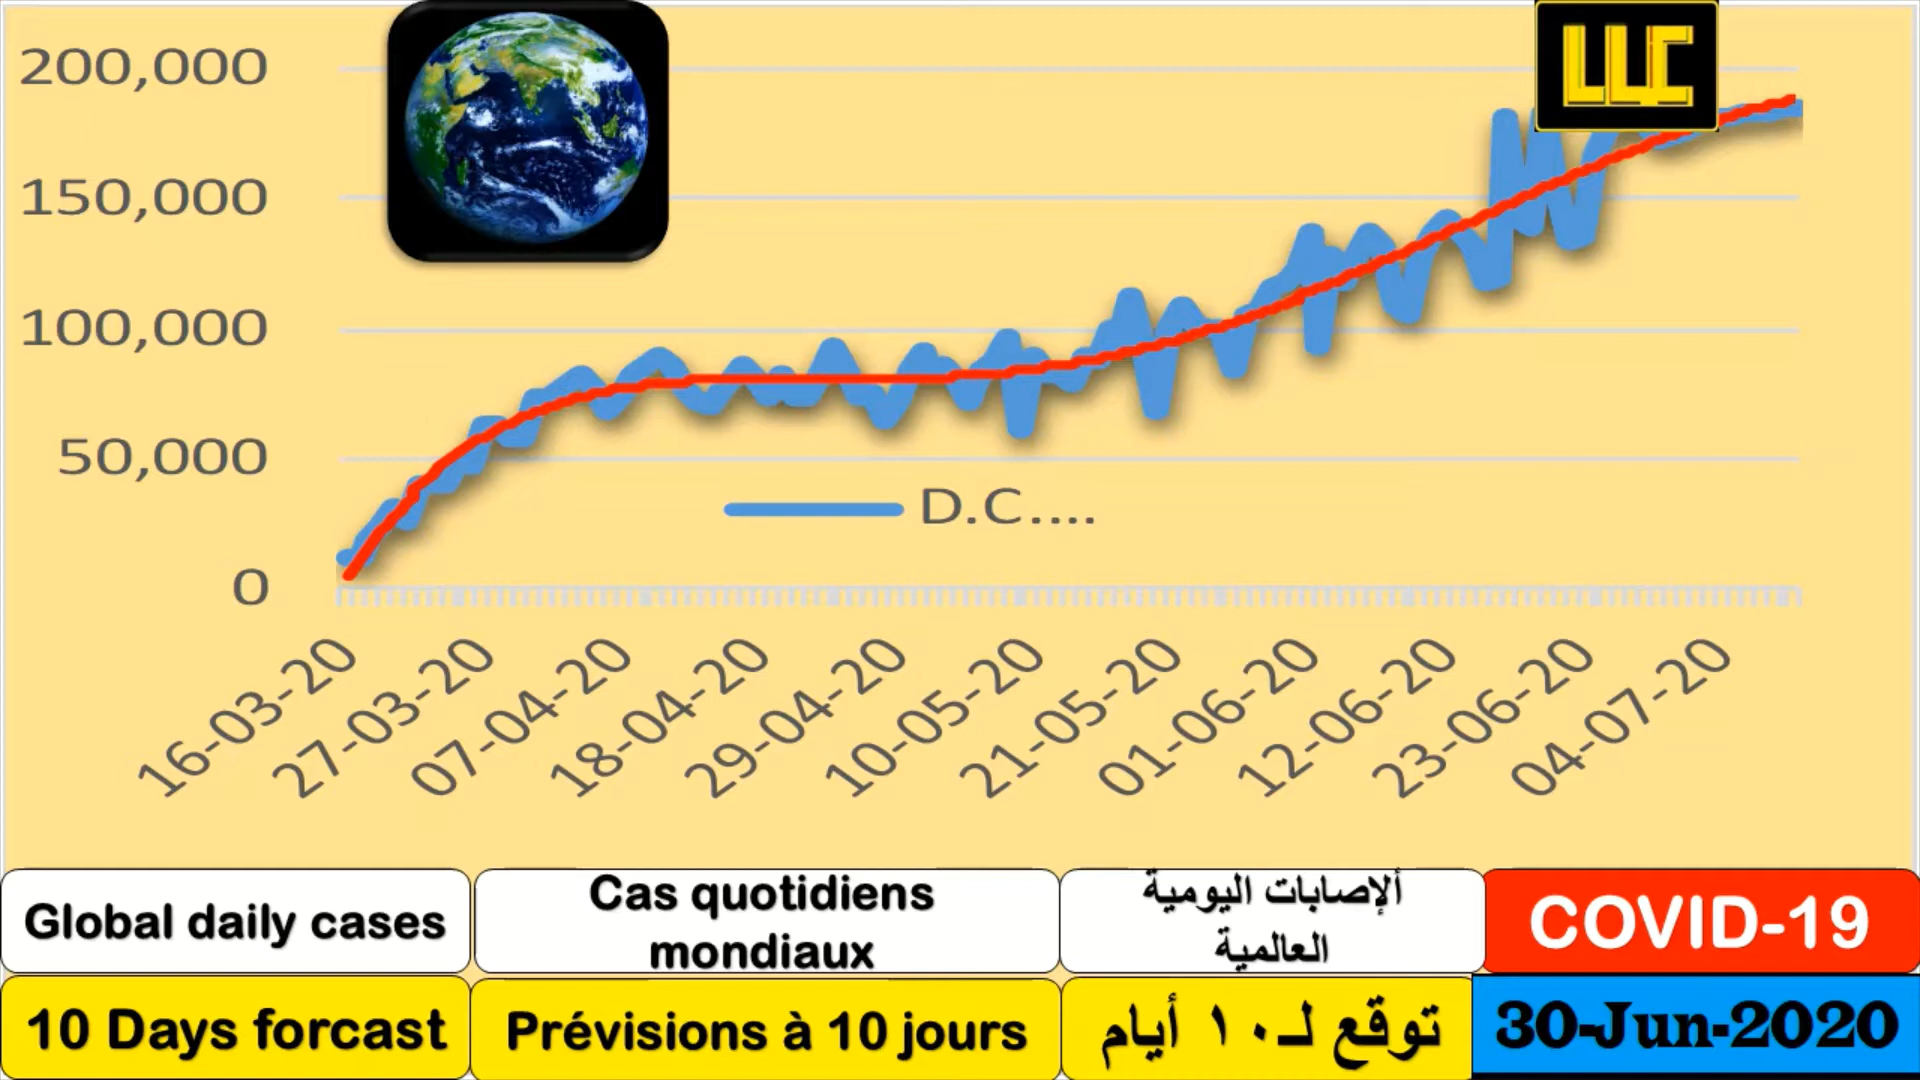 200,000
150,000
100,000
50,000
0
LLC
D.C....
16-03-20
27-03-20
07-04-20
18-04-20
29-04-20
10-05-20
21-05-20
01-06-20
12-06-20
23-06-20
04-07-20
Global daily cases
Cas quotidiens
mondiaux
ألإصابات اليومية
العالمية
COVID-19
10 Days forcast
Prévisions à 10 jours
توقع لـ١٠ أيام
30-Jun-2020